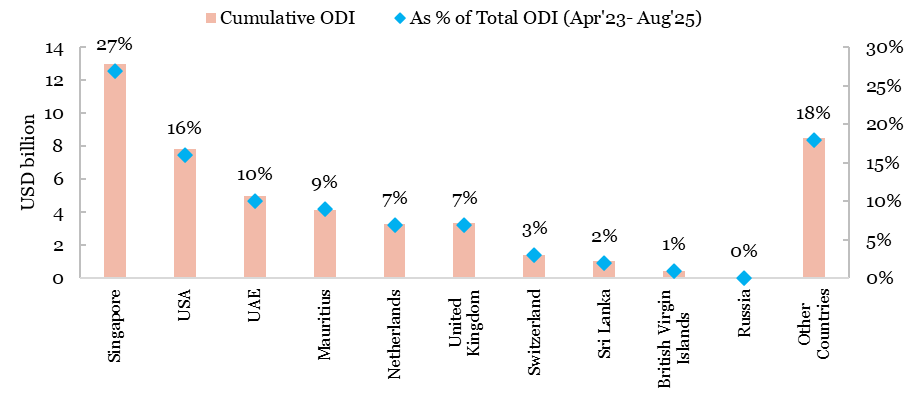 Cumulative ODI
As % of Total ODI (Apr'23- Aug'25)
USD billion
14
12
10
8
6
4
2
0
30%
25%
20%
15%
10%
5%
0%
27%
16%
10%
9%
7%
7%
3%
2%
1%
0%
18%
Singapore
USA
UAE
Mauritius
Netherlands
United
Kingdom
Switzerland
Sri Lanka
British Virgin
Islands
Russia
Other
Countries